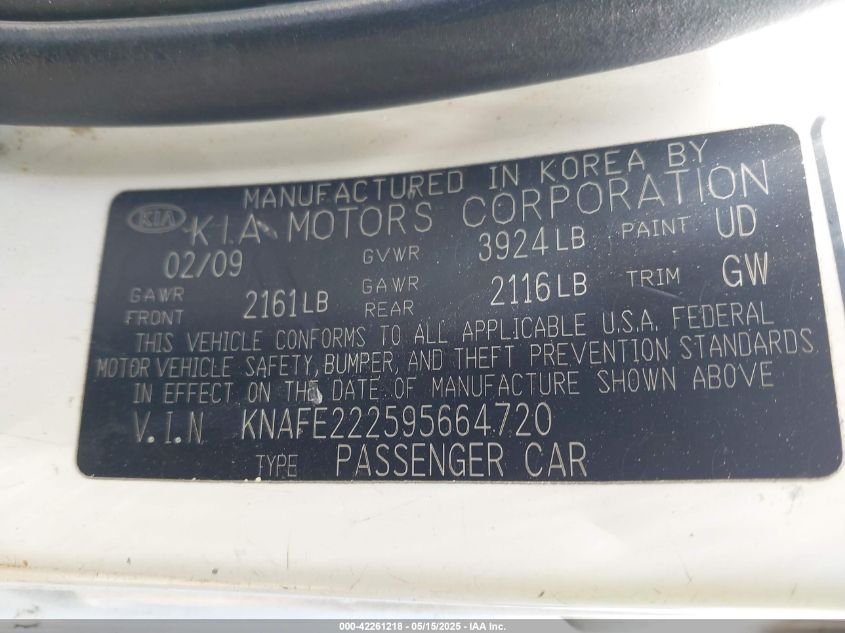 MANUFACTURED IN KOREA BY
KIA KIA MOTORS CORPORATION
02/09 GVWR 3924LB PAINT UD
GAWR FRONT 2161LB GAWR REAR 2116LB TRIM GW
THIS VEHICLE CONFORMS TO ALL APPLICABLE U.S.A. FEDERAL
MOTOR VEHICLE SAFETY, BUMPER, AND THEFT PREVENTION STANDARDS
IN EFFECT ON THE DATE OF MANUFACTURE SHOWN ABOVE
V.I.N KNAFE222595664720
TYPE PASSENGER CAR
000-42261218 - 05/15/2025 - IAA Inc.